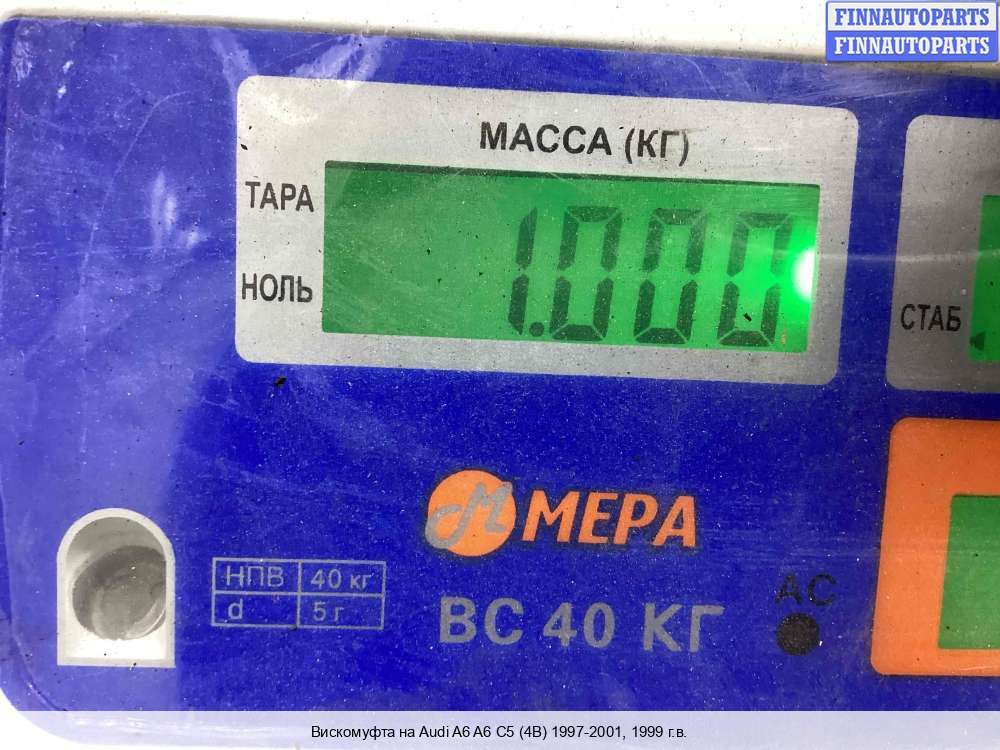 FINNAUTOPARTS
FINNAUTOPARTS
МАССА (КГ)
ТАРА
1.000
НОЛЬ
СТАБ
М МЕРА
АС
НПВ 40 кг
d 5 г
ВС 40 КГ
Вискомуфта на Audi A6 A6 C5 (4B) 1997-2001, 1999 г.в.